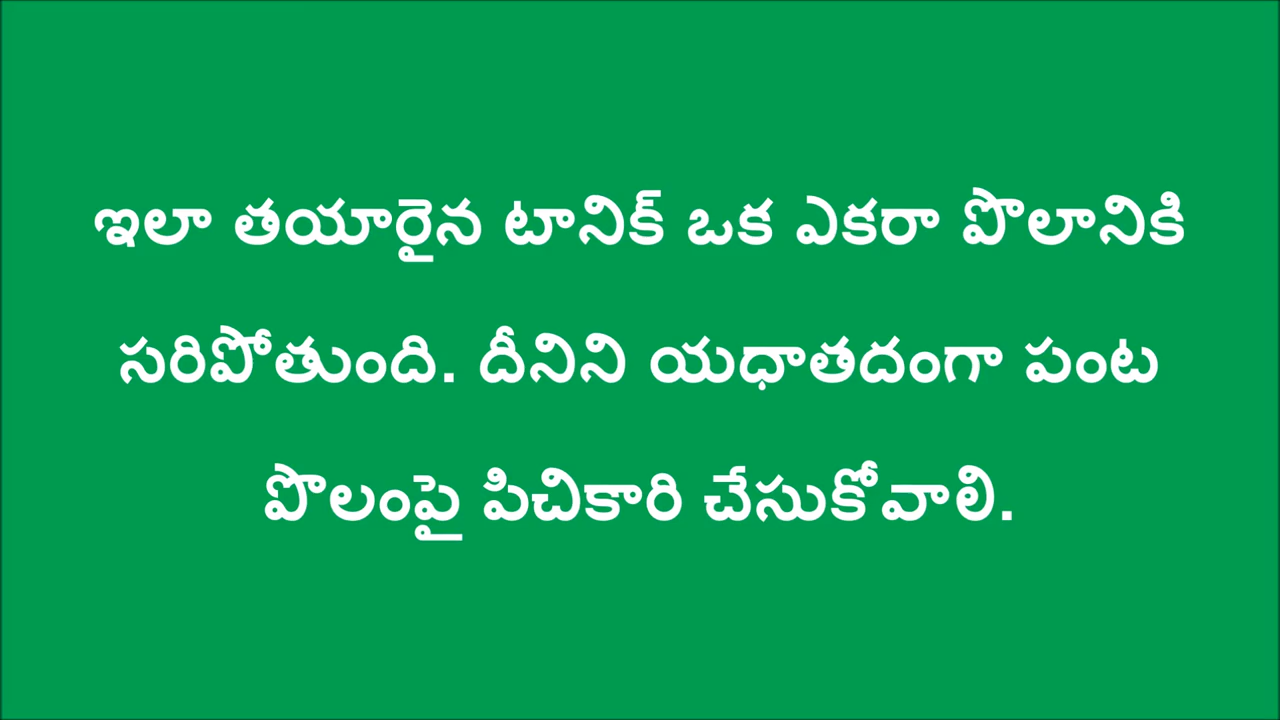 ఇలా తయారైన టానిక్ ఒక ఎకరా పొలానికి
సరిపోతుంది. దీనిని యధాతదంగా పంట
పొలంపై పిచికారి చేసుకోవాలి.